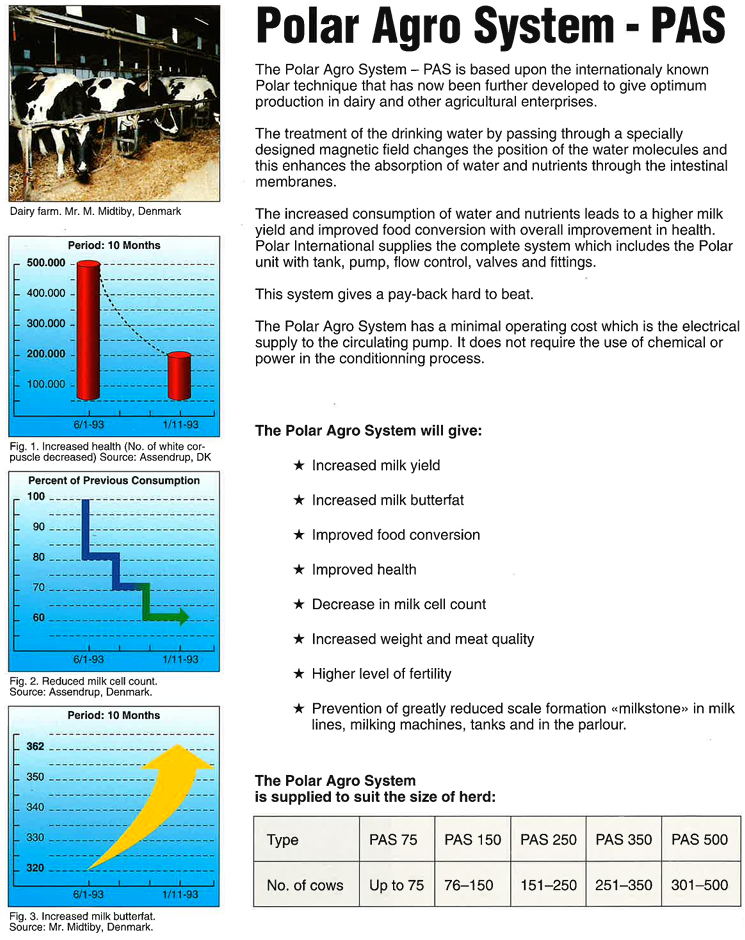 Polar Agro System - PAS
The Polar Agro System – PAS is based upon the internationaly known
Polar technique that has now been further developed to give optimum
production in dairy and other agricultural enterprises.
The treatment of the drinking water by passing through a specially
designed magnetic field changes the position of the water molecules and
this enhances the absorption of water and nutrients through the intestinal
membranes.
The increased consumption of water and nutrients leads to a higher milk
yield and improved food conversion with overall improvement in health.
Polar International supplies the complete system which includes the Polar
unit with tank, pump, flow control, valves and fittings.
This system gives a pay-back hard to beat.
The Polar Agro System has a minimal operating cost which is the electrical
supply to the circulating pump. It does not require the use of chemical or
power in the conditionning process.
Dairy farm. Mr. M. Midtiby, Denmark
Period: 10 Months
500.000
400.000
300.000
200.000
100.000
6/1-93 1/11-93
Fig. 1. Increased health (No. of white cor-
puscle decreased) Source: Assendrup, DK
Percent of Previous Consumption
100
90
80
70
60
6/1-93 1/11-93
Fig. 2. Reduced milk cell count.
Source: Assendrup, Denmark.
Period: 10 Months
362
350
340
330
320
6/1-93 1/11-93
Fig. 3. Increased milk butterfat.
Source: Mr. Midtiby, Denmark.
The Polar Agro System will give:
★ Increased milk yield
★ Increased milk butterfat
★ Improved food conversion
★ Improved health
★ Decrease in milk cell count
★ Increased weight and meat quality
★ Higher level of fertility
★ Prevention of greatly reduced scale formation «milkstone» in milk
lines, milking machines, tanks and in the parlour.
The Polar Agro System
is supplied to suit the size of herd:
Type PAS 75 PAS 150 PAS 250 PAS 350 PAS 500
No. of cows Up to 75 76–150 151–250 251–350 301–500